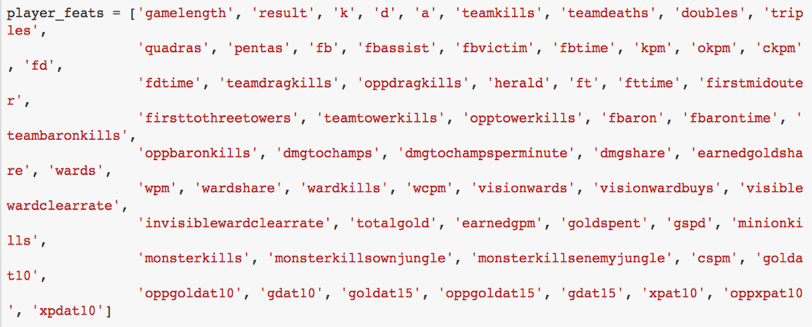 player_feats = ['gamelength', 'result', 'k', 'd', 'a', 'teamkills', 'teamdeaths', 'doubles', 'trip
les',
'quadras', 'pentas', 'fb', 'fbassist', 'fbvictim', 'fbtime', 'kpm', 'okpm', 'ckpm'
, 'fd',
'fdtime', 'teamdragkills', 'oppdragkills', 'herald', 'ft', 'fttime', 'firstmidoute
r',
'firsttothreetowers', 'teamtowerkills', 'opptowerkills', 'fbaron', 'fbarontime', '
teambaronkills',
'oppbaronkills', 'dmgtochamps', 'dmgtochampsperminute', 'dmgshare', 'earnedgoldsha
re', 'wards',
'wpm', 'wardshare', 'wardkills', 'wcpm', 'visionwards', 'visionwardbuys', 'visible
wardclearrate',
'invisiblewardclearrate', 'totalgold', 'earnedgpm', 'goldspent', 'gspd', 'minionki
lls',
'monsterkills', 'monsterkillsownjungle', 'monsterkillsenemyjungle', 'cspm', 'golda
t10',
'oppgoldat10', 'gdat10', 'goldat15', 'oppgoldat15', 'gdat15', 'xpat10', 'oppxpat10
', 'xpdat10']